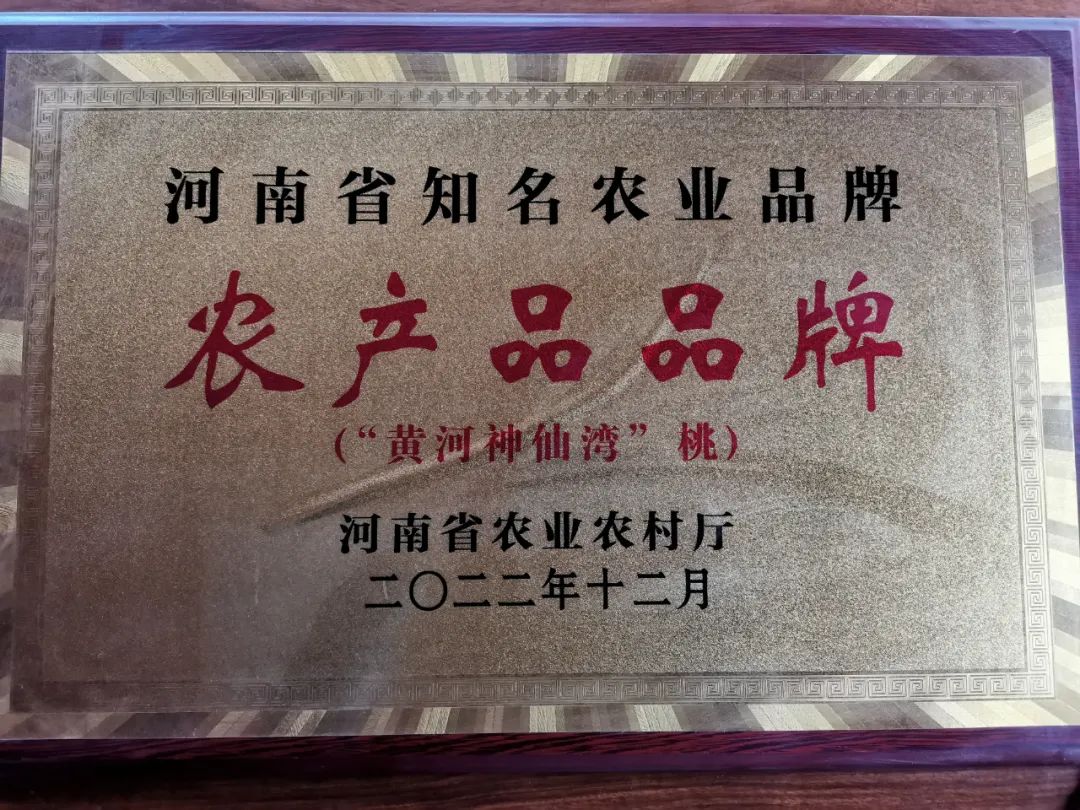 河南省知名农业品牌
农产品品牌
(“黄河神仙湾”桃)
河南省农业农村厅
二〇二二年十二月